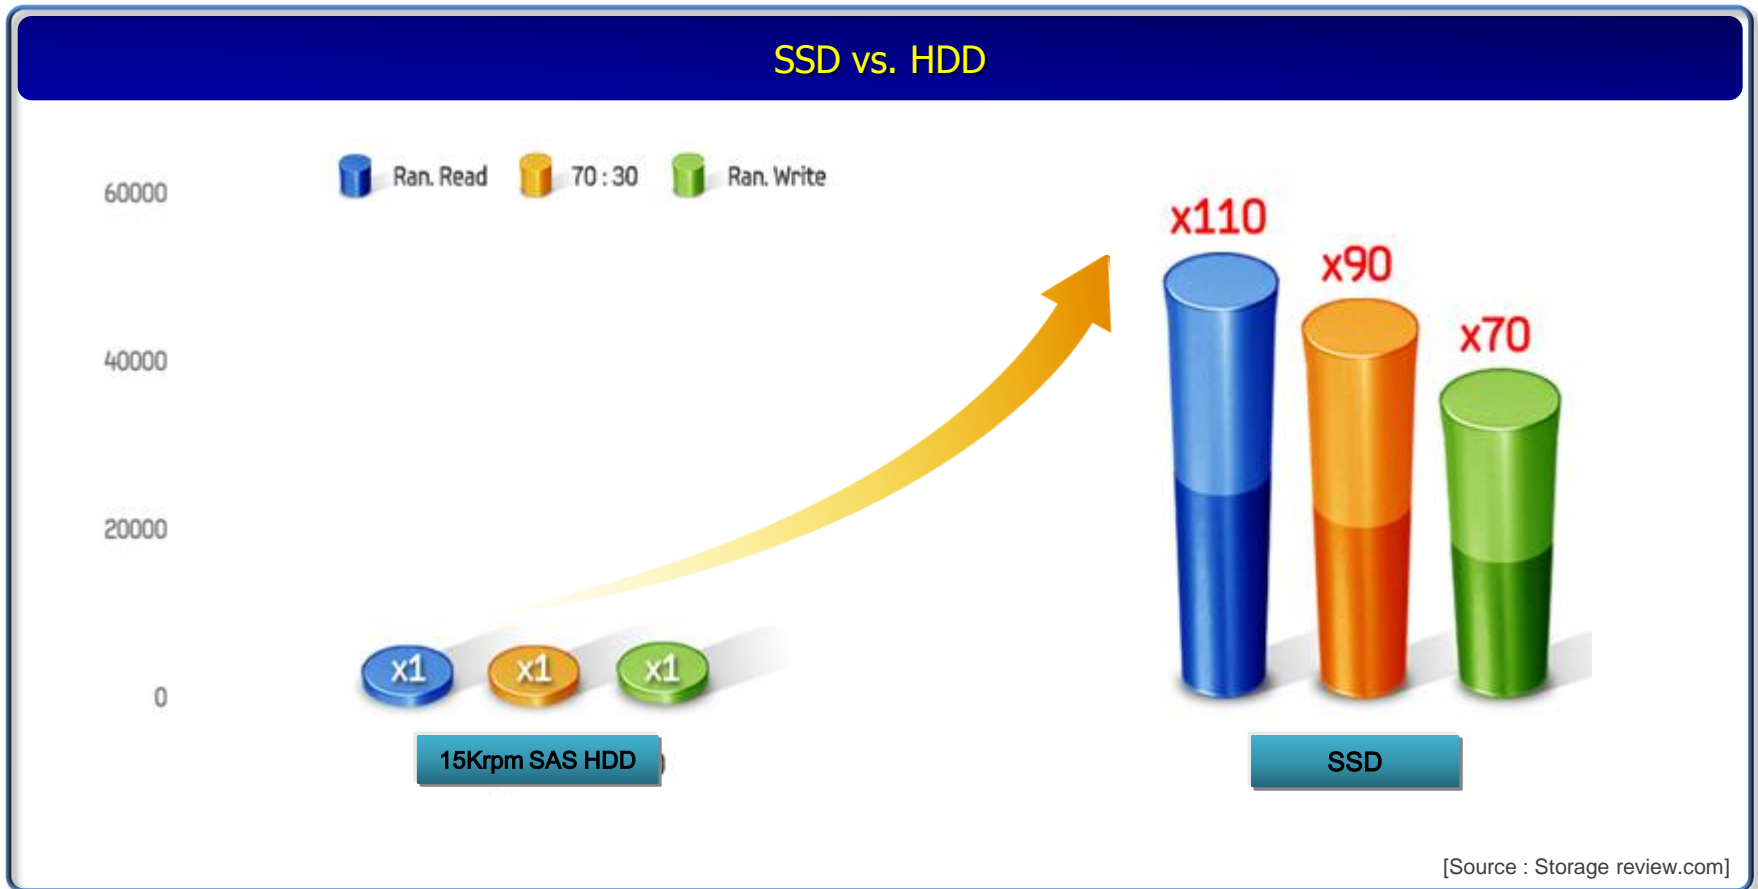 SSD vs. HDD
Ran. Read
70 : 30
Ran. Write
60000
40000
20000
0
x110
x90
x70
x1
x1
x1
15Krpm SAS HDD
SSD
[Source : Storage review.com]